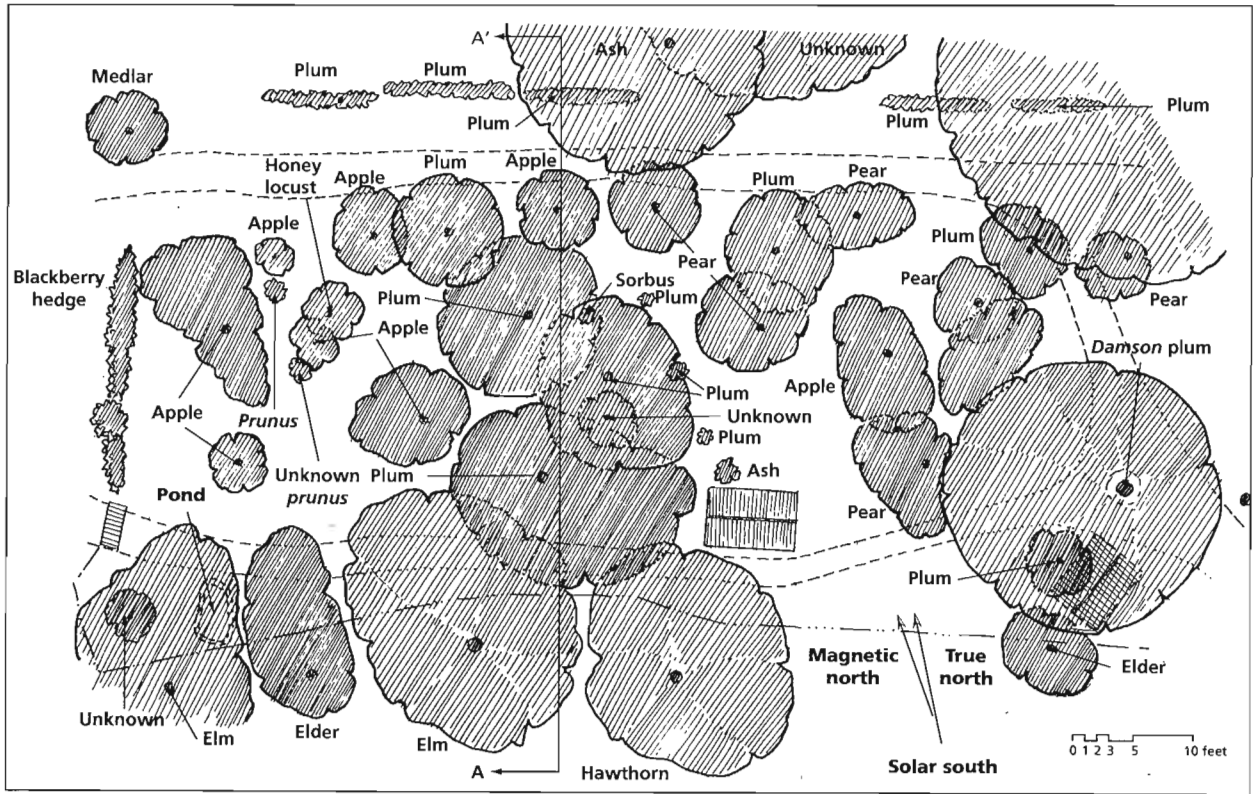 A'
Ash
Unknown
Medlar
Plum
Plum
Plum
Plum
Plum
Honey
locust
Apple
Plum
Apple
Plum
Pear
Apple
Plum
Blackberry
hedge
Pear
Sorbus
Plum
Pear
Pear
Plum
Apple
Damson plum
Apple
Prunus
Apple
Plum
Unknown
Plum
Unknown
prunus
Plum
Ash
Pond
Pear
Plum
Magnetic
north
True
north
Elder
Unknown
Elm
Elder
Elm
A
Hawthorn
Solar south
0 1 2 3 5 10 feet